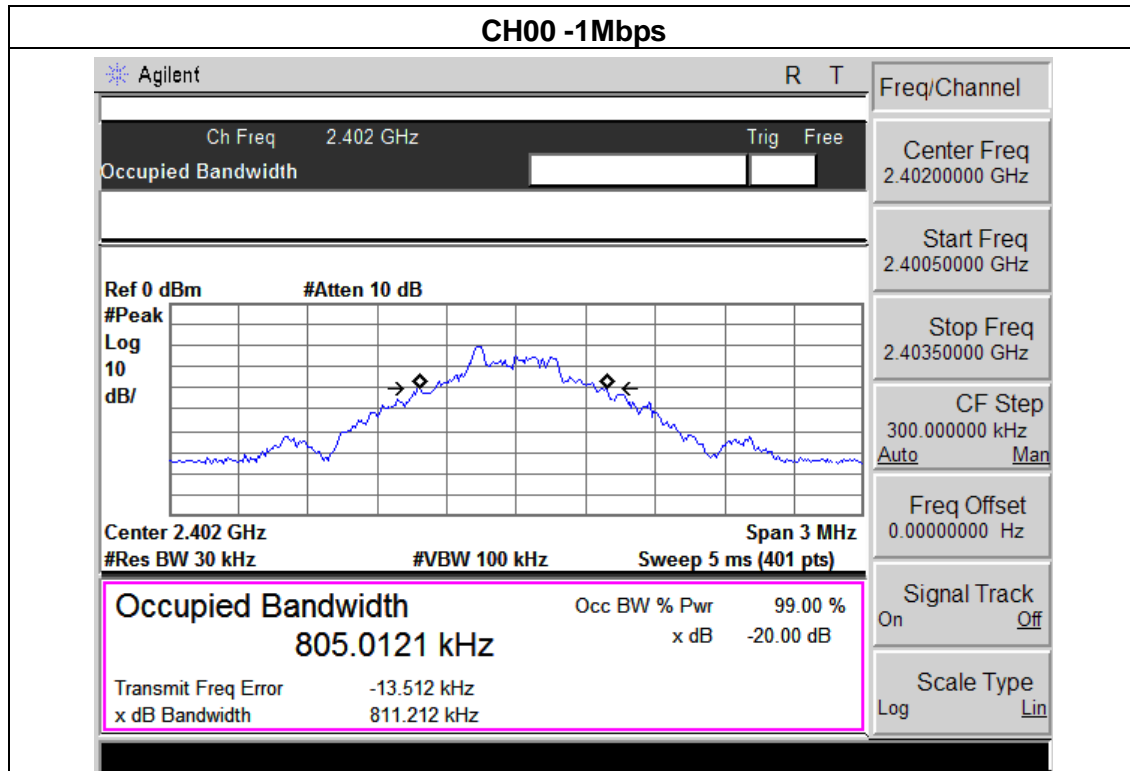 CH00 -1Mbps
Agilent R T
Ch Freq 2.402 GHz Trig Free
Occupied Bandwidth
Ref 0 dBm #Atten 10 dB
#Peak
Log
10
dB/
Center 2.402 GHz Span 3 MHz
#Res BW 30 kHz #VBW 100 kHz Sweep 5 ms (401 pts)
Occupied Bandwidth Occ BW % Pwr 99.00 %
805.0121 kHz x dB -20.00 dB
Transmit Freq Error -13.512 kHz
x dB Bandwidth 811.212 kHz
Freq/Channel
Center Freq
2.40200000 GHz
Start Freq
2.40050000 GHz
Stop Freq
2.40350000 GHz
CF Step
300.000000 kHz
Auto Man
Freq Offset
0.00000000 Hz
Signal Track
On Off
Scale Type
Log Lin